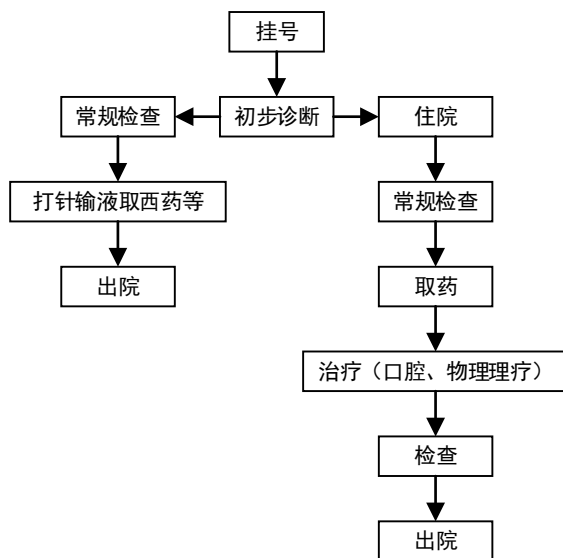 挂号
常规检查
初步诊断
住院
打针输液取西药等
常规检查
出院
取药
治疗（口腔、物理理疗）
检查
出院